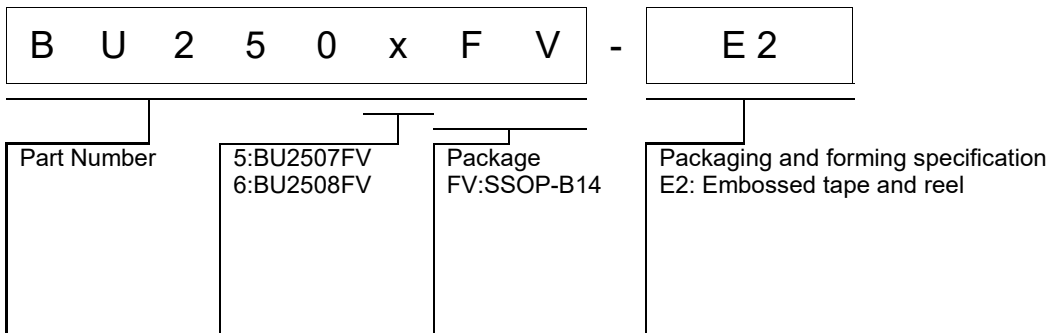 B U 2 5 0 x F V - E 2
Part Number
5:BU2507FV
6:BU2508FV
Package
FV:SSOP-B14
Packaging and forming specification
E2: Embossed tape and reel